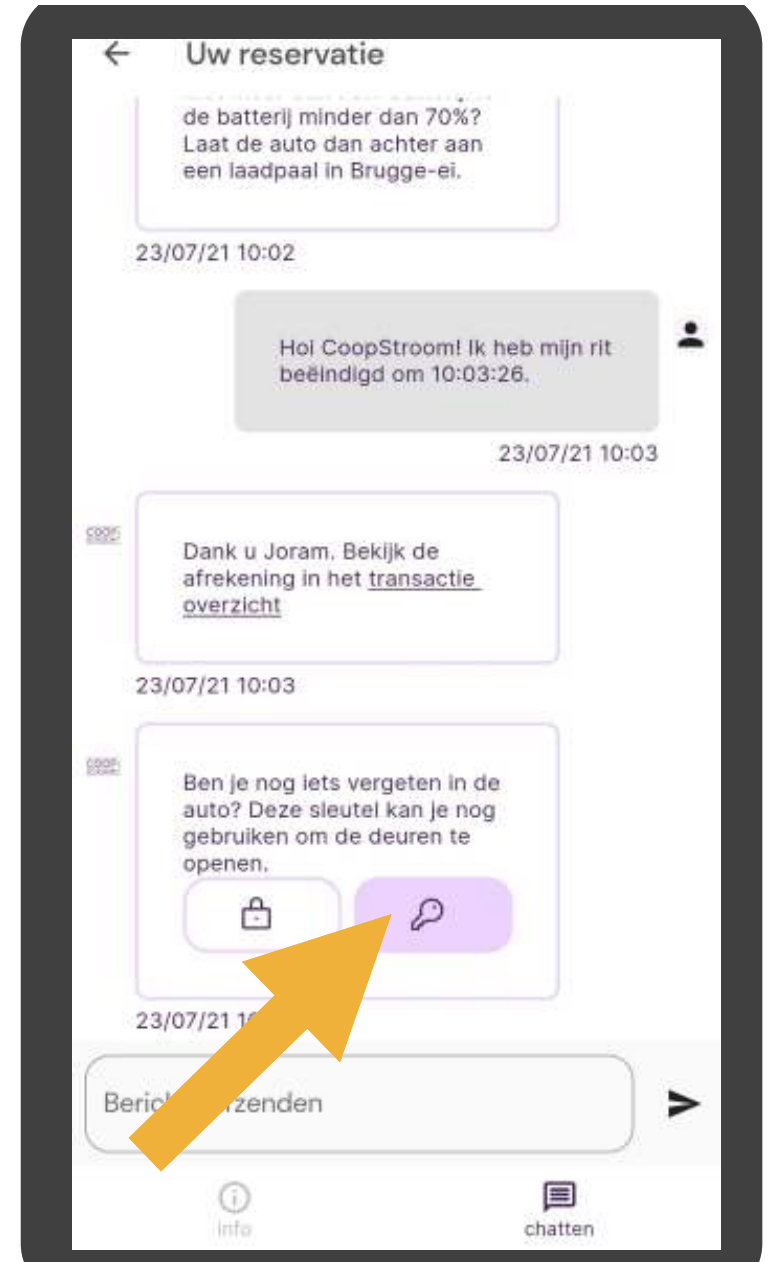 Uw reservatie
de batterij minder dan 70%?
Laat de auto dan achter aan
een laadpaal in Brugge-ei.
23/07/21 10:02
Hoi CoopStroom! Ik heb mijn rit
beëindigd om 10:03:26.
23/07/21 10:03
Dank u Joram. Bekijk de
afrekening in het transactie
overzicht
23/07/21 10:03
Ben je nog iets vergeten in de
auto? Deze sleutel kan je nog
gebruiken om de deuren te
openen.
23/07/21
info
chatten